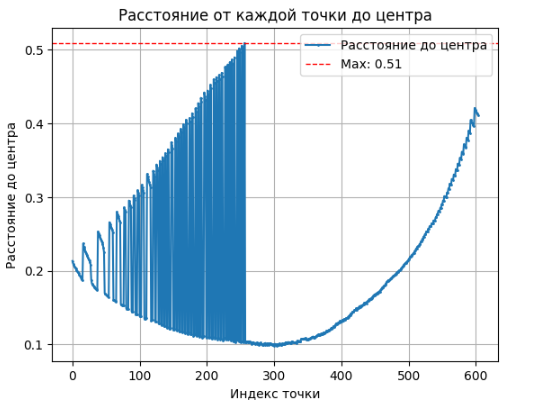 Расстояние от каждой точки до центра
Расстояние до центра
Max: 0.51
Расстояние до центра
0.5
0.4
0.3
0.2
0.1
0 100 200 300 400 500 600
Индекс точки